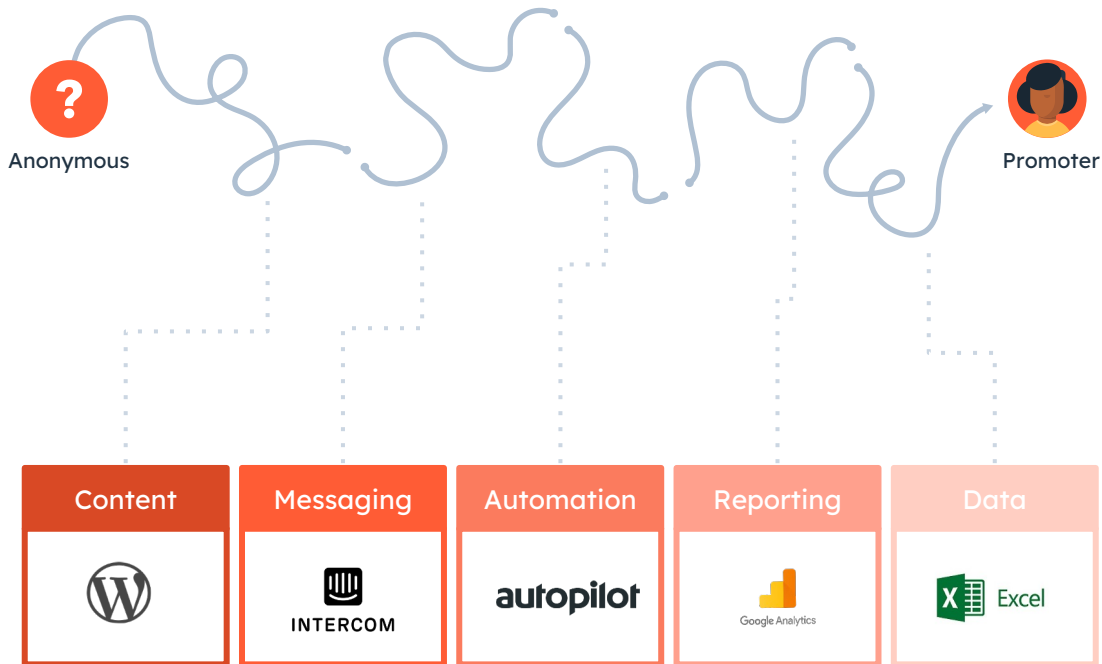 ?
Anonymous
Promoter
Content
Messaging
Automation
Reporting
Data
W
INTERCOM
autopilot
Google Analytics
X
Excel